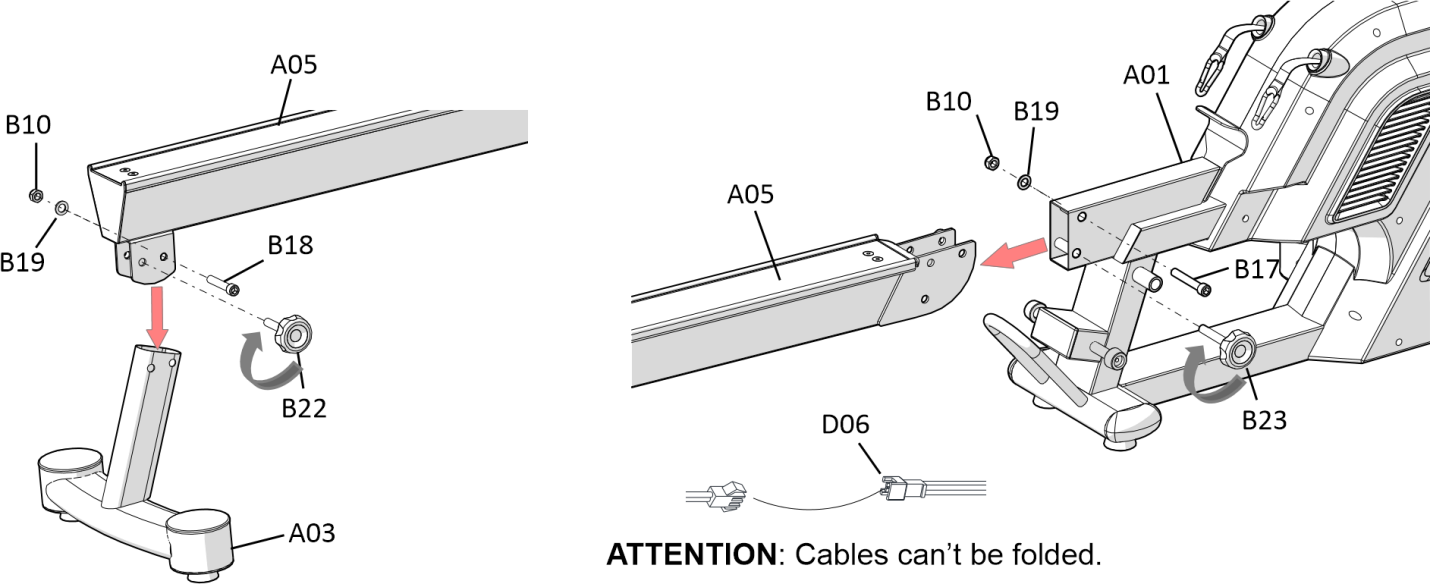 A05
B10
B19
B18
B22
A03
A01
B10
B19
A05
B17
B23
D06
ATTENTION: Cables can't be folded.